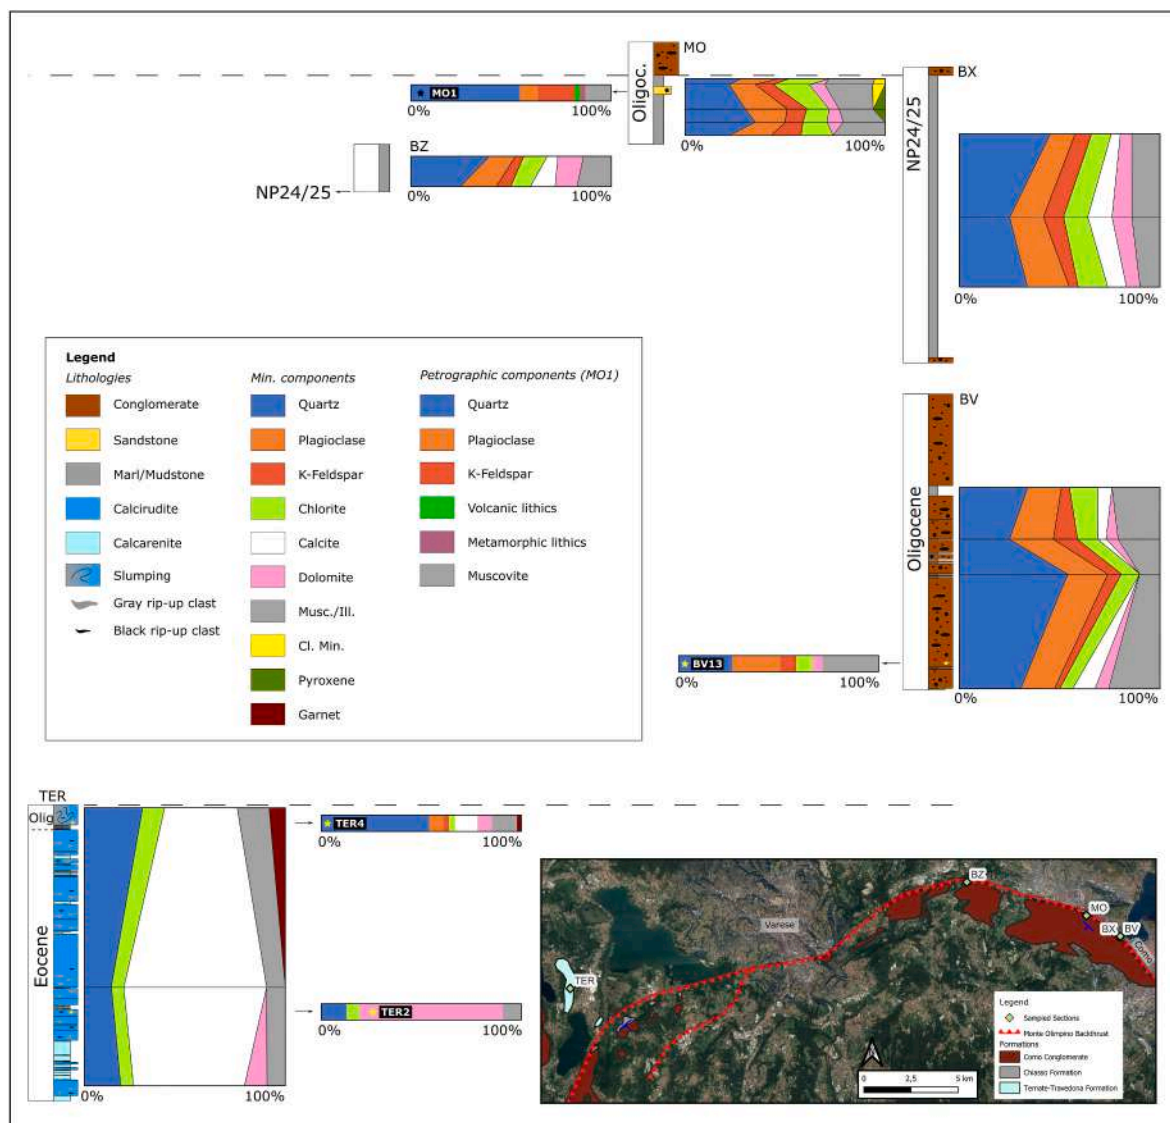 MO
BX
Oligoc.
MO1
0%
100%
0%
100%
NP24/25
BZ
NP24/25
0%
100%
0%
100%
BV
Oligocene
BV13
0%
100%
0%
100%
Legend
Lithologies
Min. components
Petrographic components (MO1)
Conglomerate
Quartz
Quartz
Sandstone
Plagioclase
Plagioclase
Marl/Mudstone
K-Feldspar
K-Feldspar
Calcirudite
Chlorite
Volcanic lithics
Calcarenite
Calcite
Metamorphic lithics
Slumping
Dolomite
Muscovite
Gray rip-up clast
Musc./Ill.
Black rip-up clast
Cl. Min.
Pyroxene
Garnet
TER
Olig
Eocene
TER4
0%
100%
TER2
0%
100%
0%
100%
BZ
Varese
MO
BX
BV
Como
TER
Legend
Sampled Sections
Monte Olimpino Backthrust
Formations
Como Conglomerate
Chiasso Formation
Ternate-Travedona Formation
0
2,5
5 km